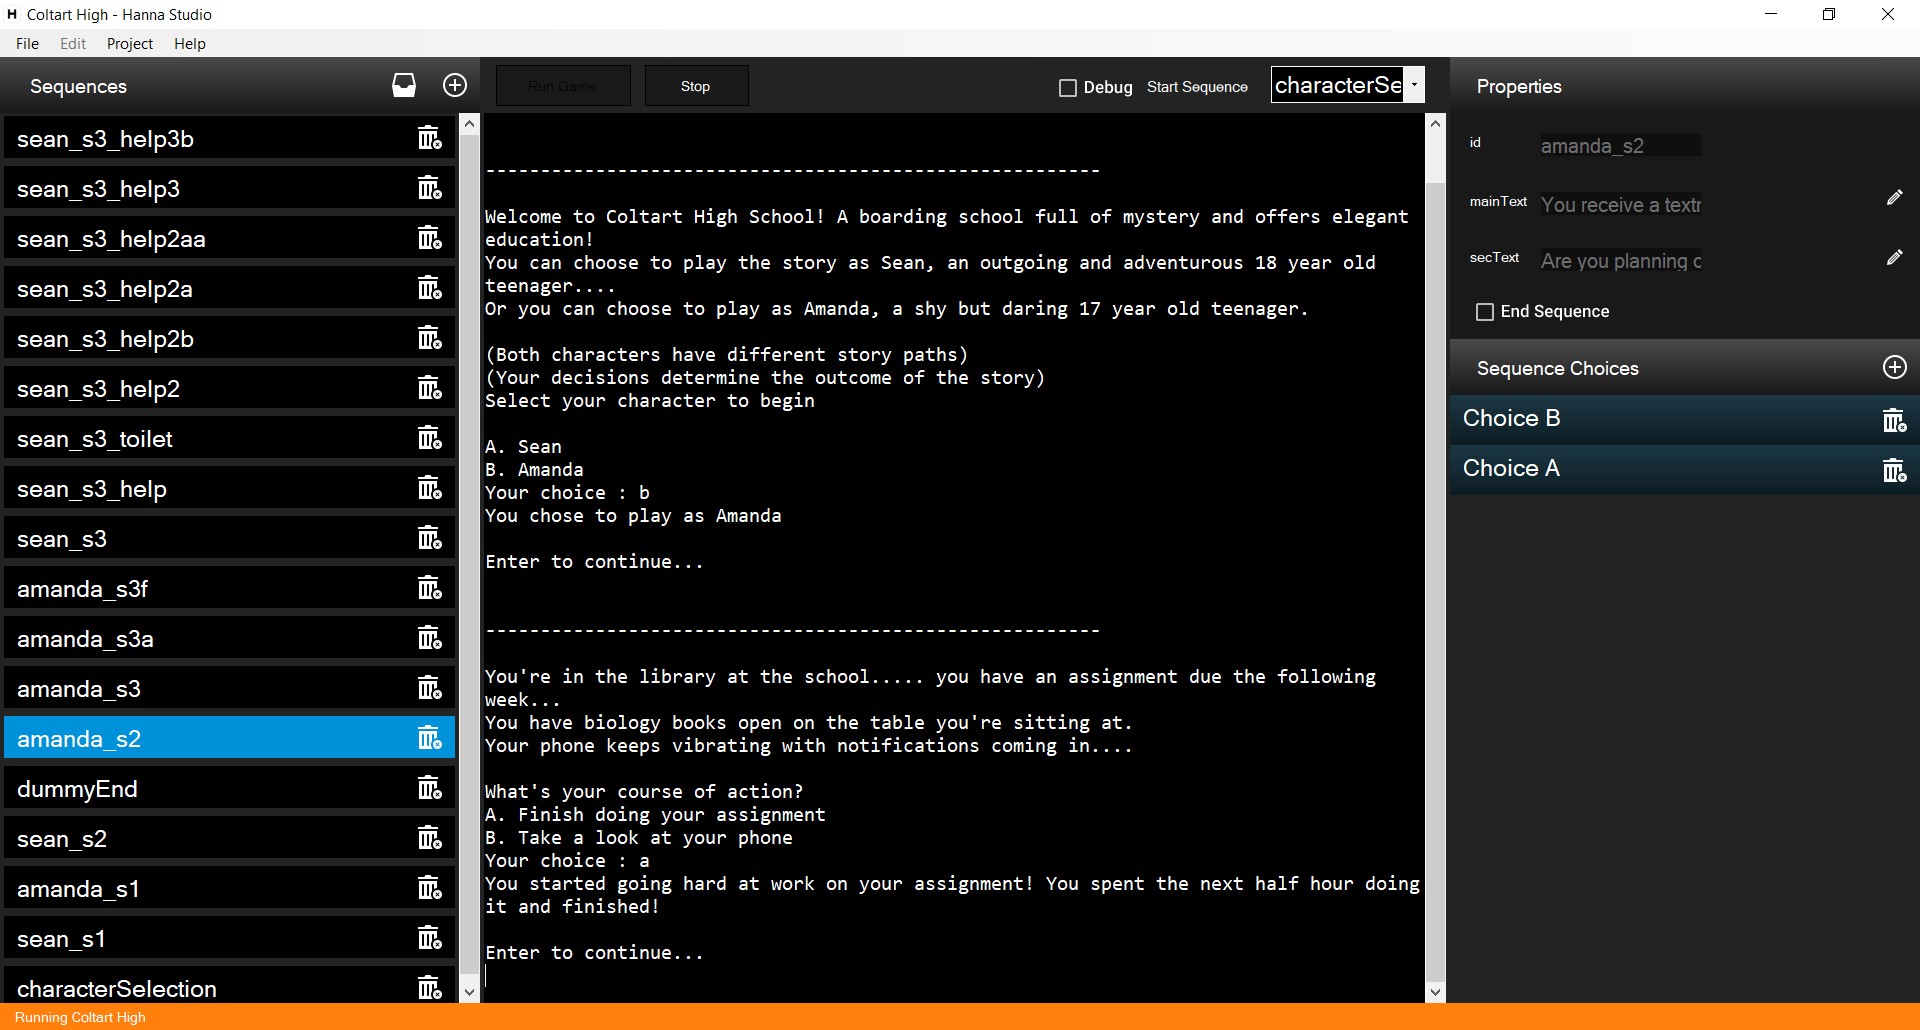 H Coltart High - Hanna Studio
File Edit Project Help
Sequences
sean_s3_help3b
sean_s3_help3
sean_s3_help2aa
sean_s3_help2a
sean_s3_help2b
sean_s3_help2
sean_s3_toilet
sean_s3_help
sean_s3
amanda_s3f
amanda_s3a
amanda_s3
amanda_s2
dummyEnd
sean_s2
amanda_s1
sean_s1
characterSelection
Run Game Stop Debug Start Sequence characterSe
--------------------------------------------------------
Welcome to Coltart High School! A boarding school full of mystery and offers elegant
education!
You can choose to play the story as Sean, an outgoing and adventurous 18 year old
teenager....
Or you can choose to play as Amanda, a shy but daring 17 year old teenager.
(Both characters have different story paths)
(Your decisions determine the outcome of the story)
Select your character to begin
A. Sean
B. Amanda
Your choice : b
You chose to play as Amanda
Enter to continue...
--------------------------------------------------------
You're in the library at the school..... you have an assignment due the following
week...
You have biology books open on the table you're sitting at.
Your phone keeps vibrating with notifications coming in....
What's your course of action?
A. Finish doing your assignment
B. Take a look at your phone
Your choice : a
You started going hard at work on your assignment! You spent the next half hour doing
it and finished!
Enter to continue...
Properties
id amanda_s2
mainText You receive a text
secText Are you planning
End Sequence
Sequence Choices
Choice B
Choice A
Running Coltart High